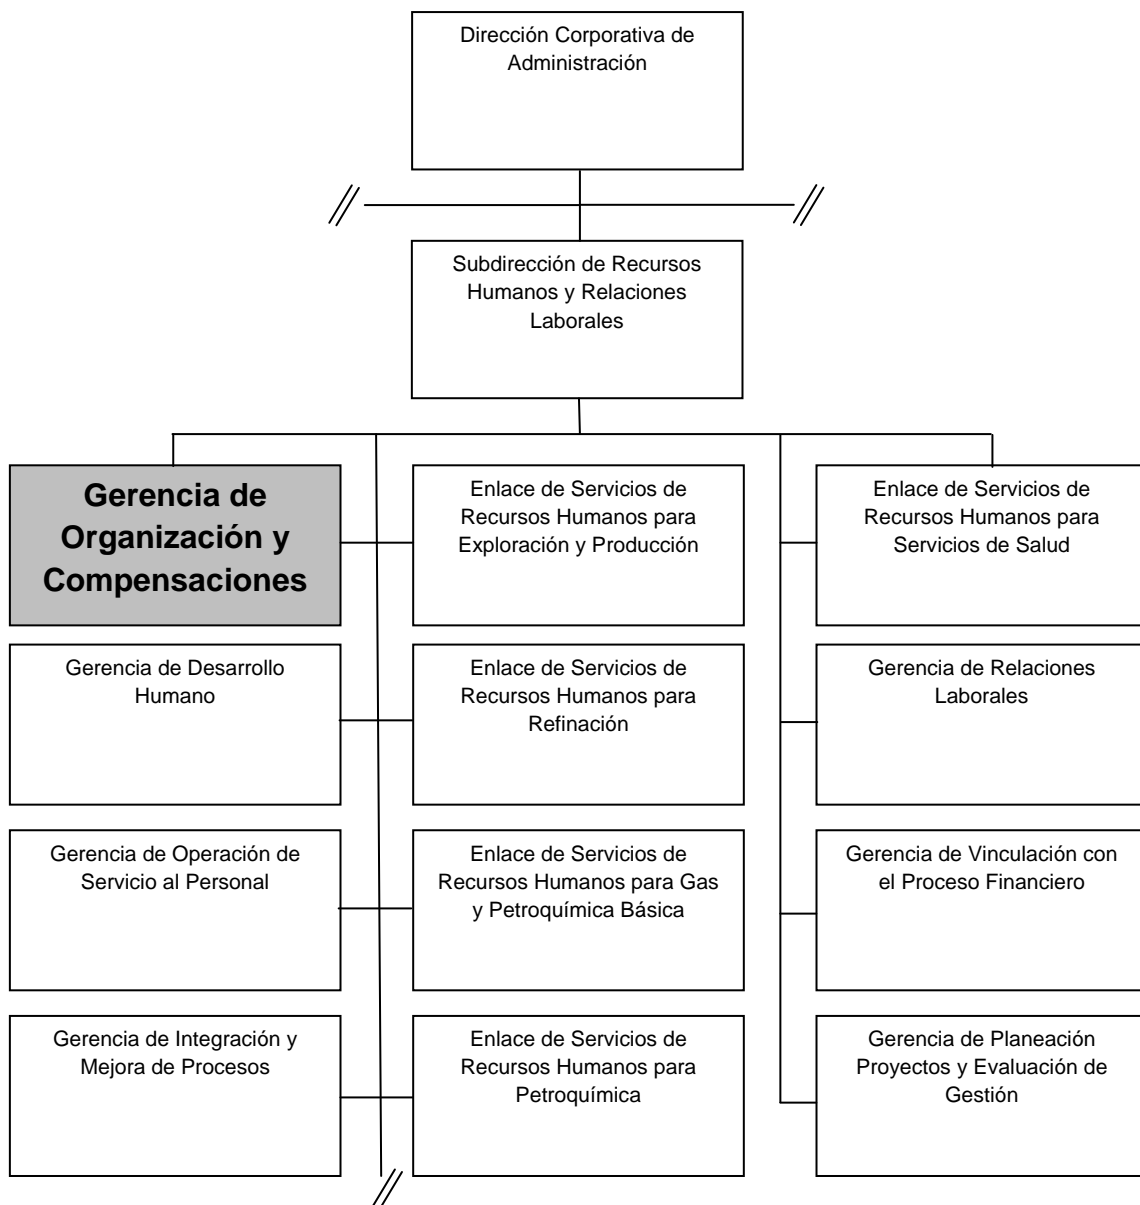 Dirección Corporativa de
Administración
Subdirección de Recursos
Humanos y Relaciones
Laborales
Gerencia de
Organización y
Compensaciones
Enlace de Servicios de
Recursos Humanos para
Exploración y Producción
Enlace de Servicios de
Recursos Humanos para
Servicios de Salud
Gerencia de Desarrollo
Humano
Enlace de Servicios de
Recursos Humanos para
Refinación
Gerencia de Relaciones
Laborales
Gerencia de Operación de
Servicio al Personal
Enlace de Servicios de
Recursos Humanos para Gas
y Petroquímica Básica
Gerencia de Vinculación con
el Proceso Financiero
Gerencia de Integración y
Mejora de Procesos
Enlace de Servicios de
Recursos Humanos para
Petroquímica
Gerencia de Planeación
Proyectos y Evaluación de
Gestión